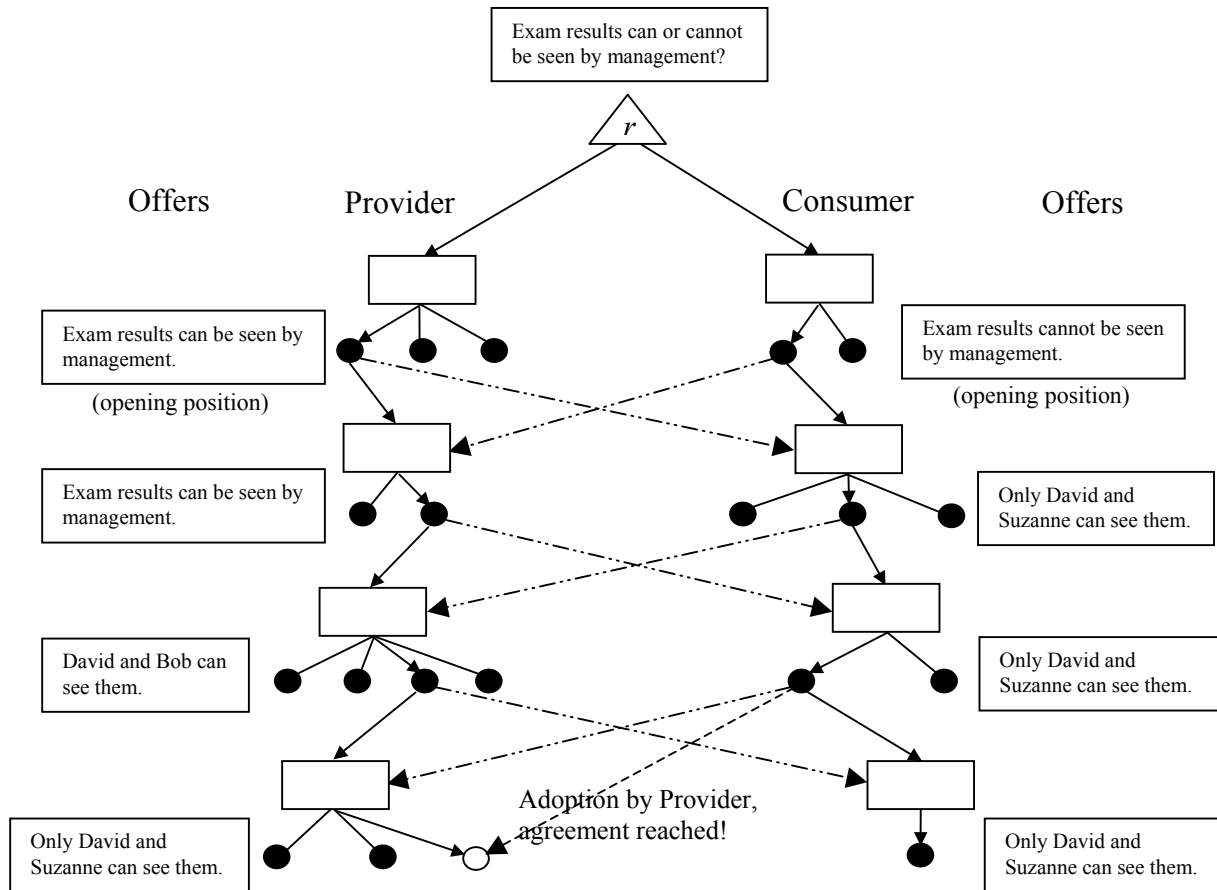 Exam results can or cannot
be seen by management?
r
Offers
Provider
Consumer
Offers
Exam results can be seen by
management.
(opening position)
Exam results cannot be seen
by management.
(opening position)
Exam results can be seen by
management.
Only David and
Suzanne can see them.
David and Bob can
see them.
Only David and
Suzanne can see them.
Adoption by Provider,
agreement reached!
Only David and
Suzanne can see them.
Only David and
Suzanne can see them.